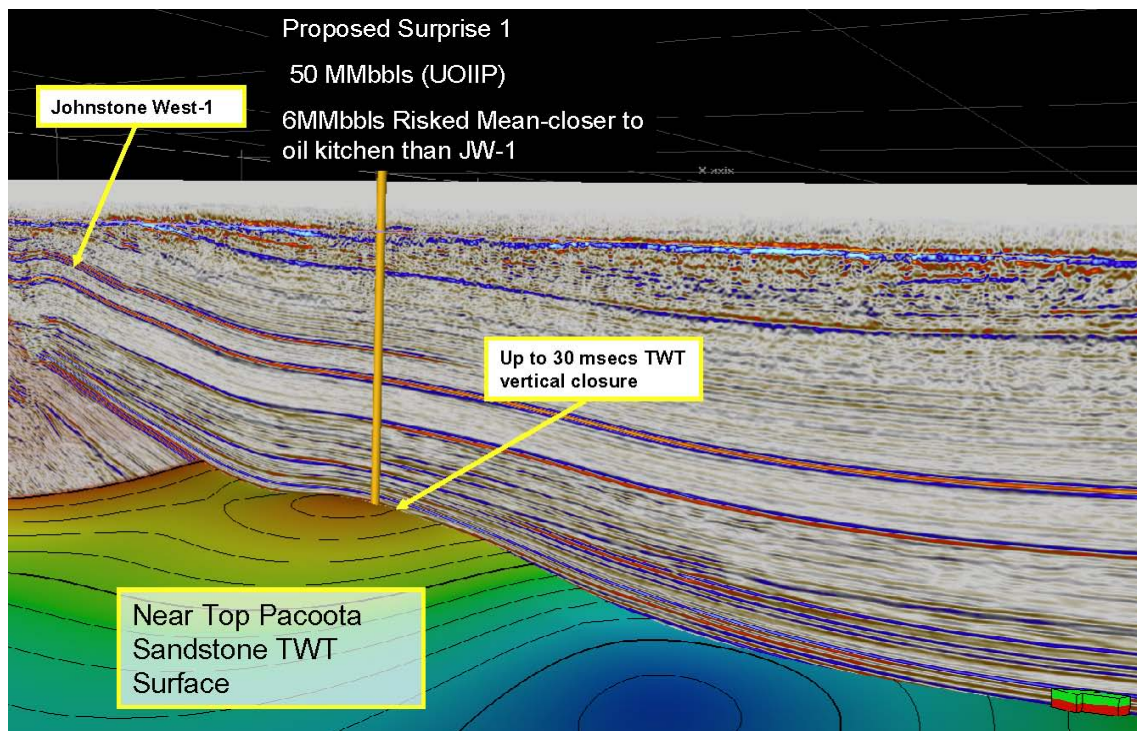 Proposed Surprise 1
50 MMbbls (UOIIP)
6MMbbls Risked Mean-closer to
oil kitchen than JW-1
Johnstone West-1
X axis
Up to 30 msecs TWT
vertical closure
Near Top Pacoota
Sandstone TWT
Surface